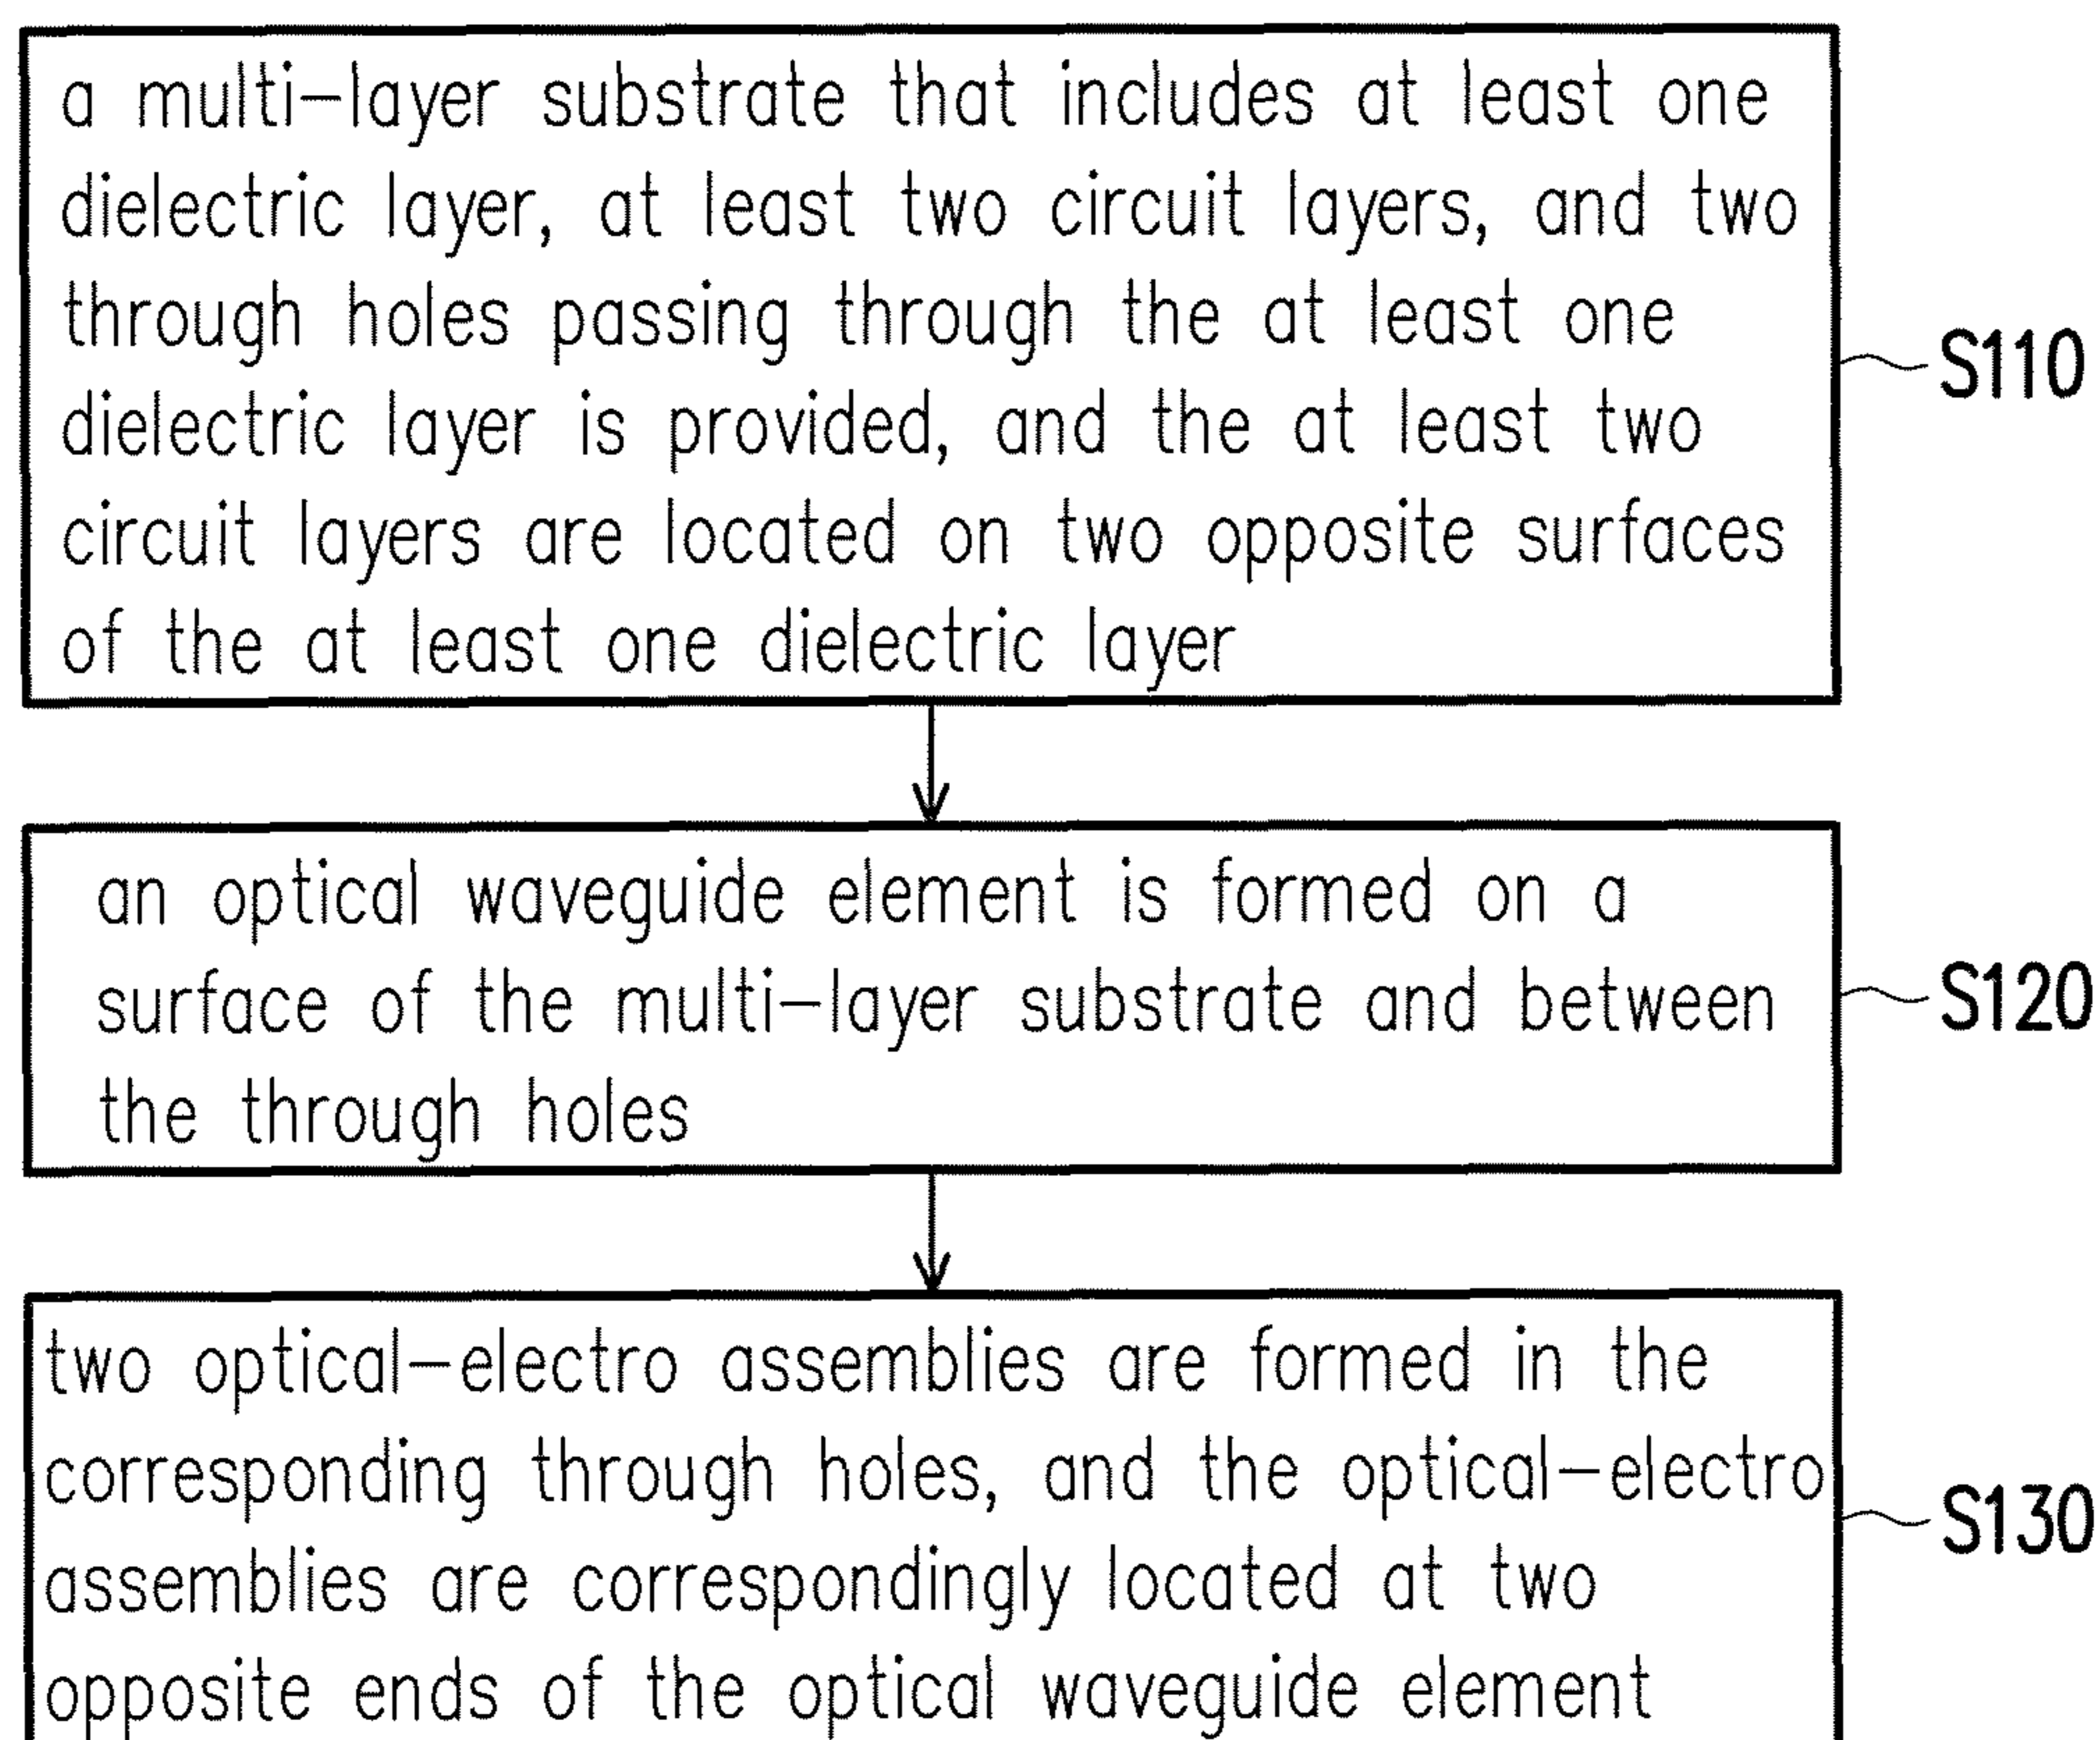 a multi-layer substrate that includes at least one
dielectric layer, at least two circuit layers, and two
through holes passing through the at least one
dielectric layer is provided, and the at least two
circuit layers are located on two opposite surfaces
of the at least one dielectric layer
S110
an optical waveguide element is formed on a
surface of the multi-layer substrate and between
the through holes
S120
two optical-electro assemblies are formed in the
corresponding through holes, and the optical-electro
assemblies are correspondingly located at two
opposite ends of the optical waveguide element
S130